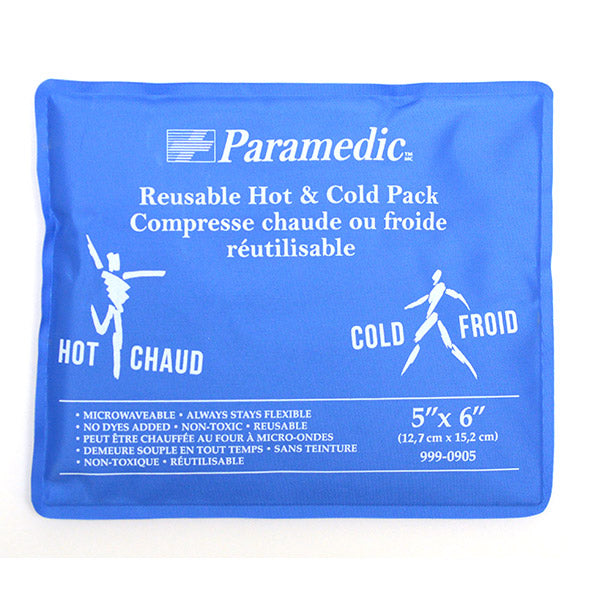 Paramedic ™ INC
Reusable Hot & Cold Pack
Compresse chaude ou froide
réutilisable
HOT CHAUD
COLD FROID
• MICROWAVEABLE • ALWAYS STAYS FLEXIBLE
• NO DYES ADDED • NON-TOXIC • REUSABLE
• PEUT ÊTRE CHAUFFÉE AU FOUR À MICRO-ONDES
• DEMEURE SOUPLE EN TOUT TEMPS • SANS TEINTURE
• NON-TOXIQUE • RÉUTILISABLE
5″x 6″
(12,7 cm x 15,2 cm)
999-0905